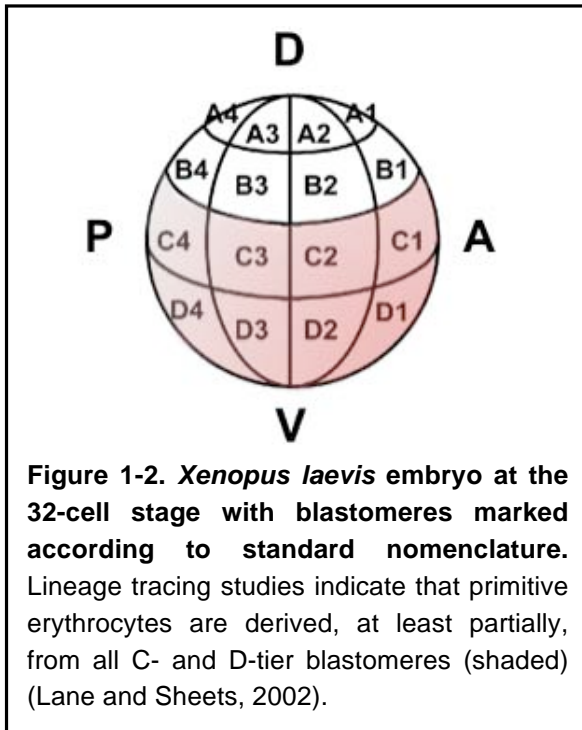 D
A4 A3 A2 A1
B4 B3 B2 B1
P C4 C3 C2 C1 A
D4 D3 D2 D1
V
Figure 1-2. Xenopus laevis embryo at the
32-cell stage with blastomeres marked
according to standard nomenclature.
Lineage tracing studies indicate that primitive
erythrocytes are derived, at least partially,
from all C- and D-tier blastomeres (shaded)
(Lane and Sheets, 2002).